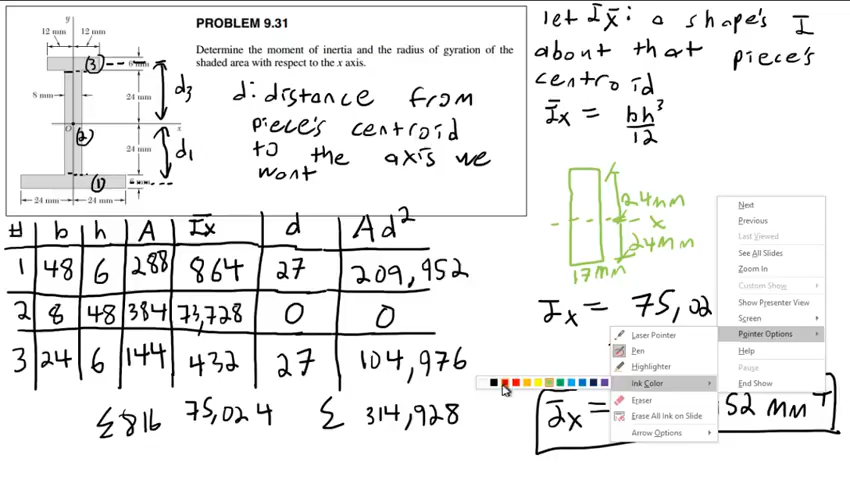 PROBLEM 9.31
Determine the moment of inertia and the radius of gyration of the
shaded area with respect to the x axis.
y
12 mm 12 mm
(3) 6 mm
d3
8 mm 24 mm
O x
(2)
24 mm d1
(1) 6 mm
24 mm 24 mm
d: distance from
piece's centroid
to the axis we
want
let Īx: a shape's I
about that piece's
centroid
Īx = bh³/12
24mm
x
24mm
17mm
# b h A Īx d Ad²
1 48 6 288 864 27 209,952
2 8 48 384 73,728 0 0
3 24 6 144 432 27 104,976
Σ 816 75,024 Σ 314,928
Ix = 75,02
Ix = 52 mm
Next
Previous
Last Viewed
See All Slides
Zoom In
Custom Show
Show Presenter View
Screen
Pointer Options
Help
Pause
End Show
Laser Pointer
Pen
Highlighter
Ink Color
Eraser
Erase All Ink on Slide
Arrow Options